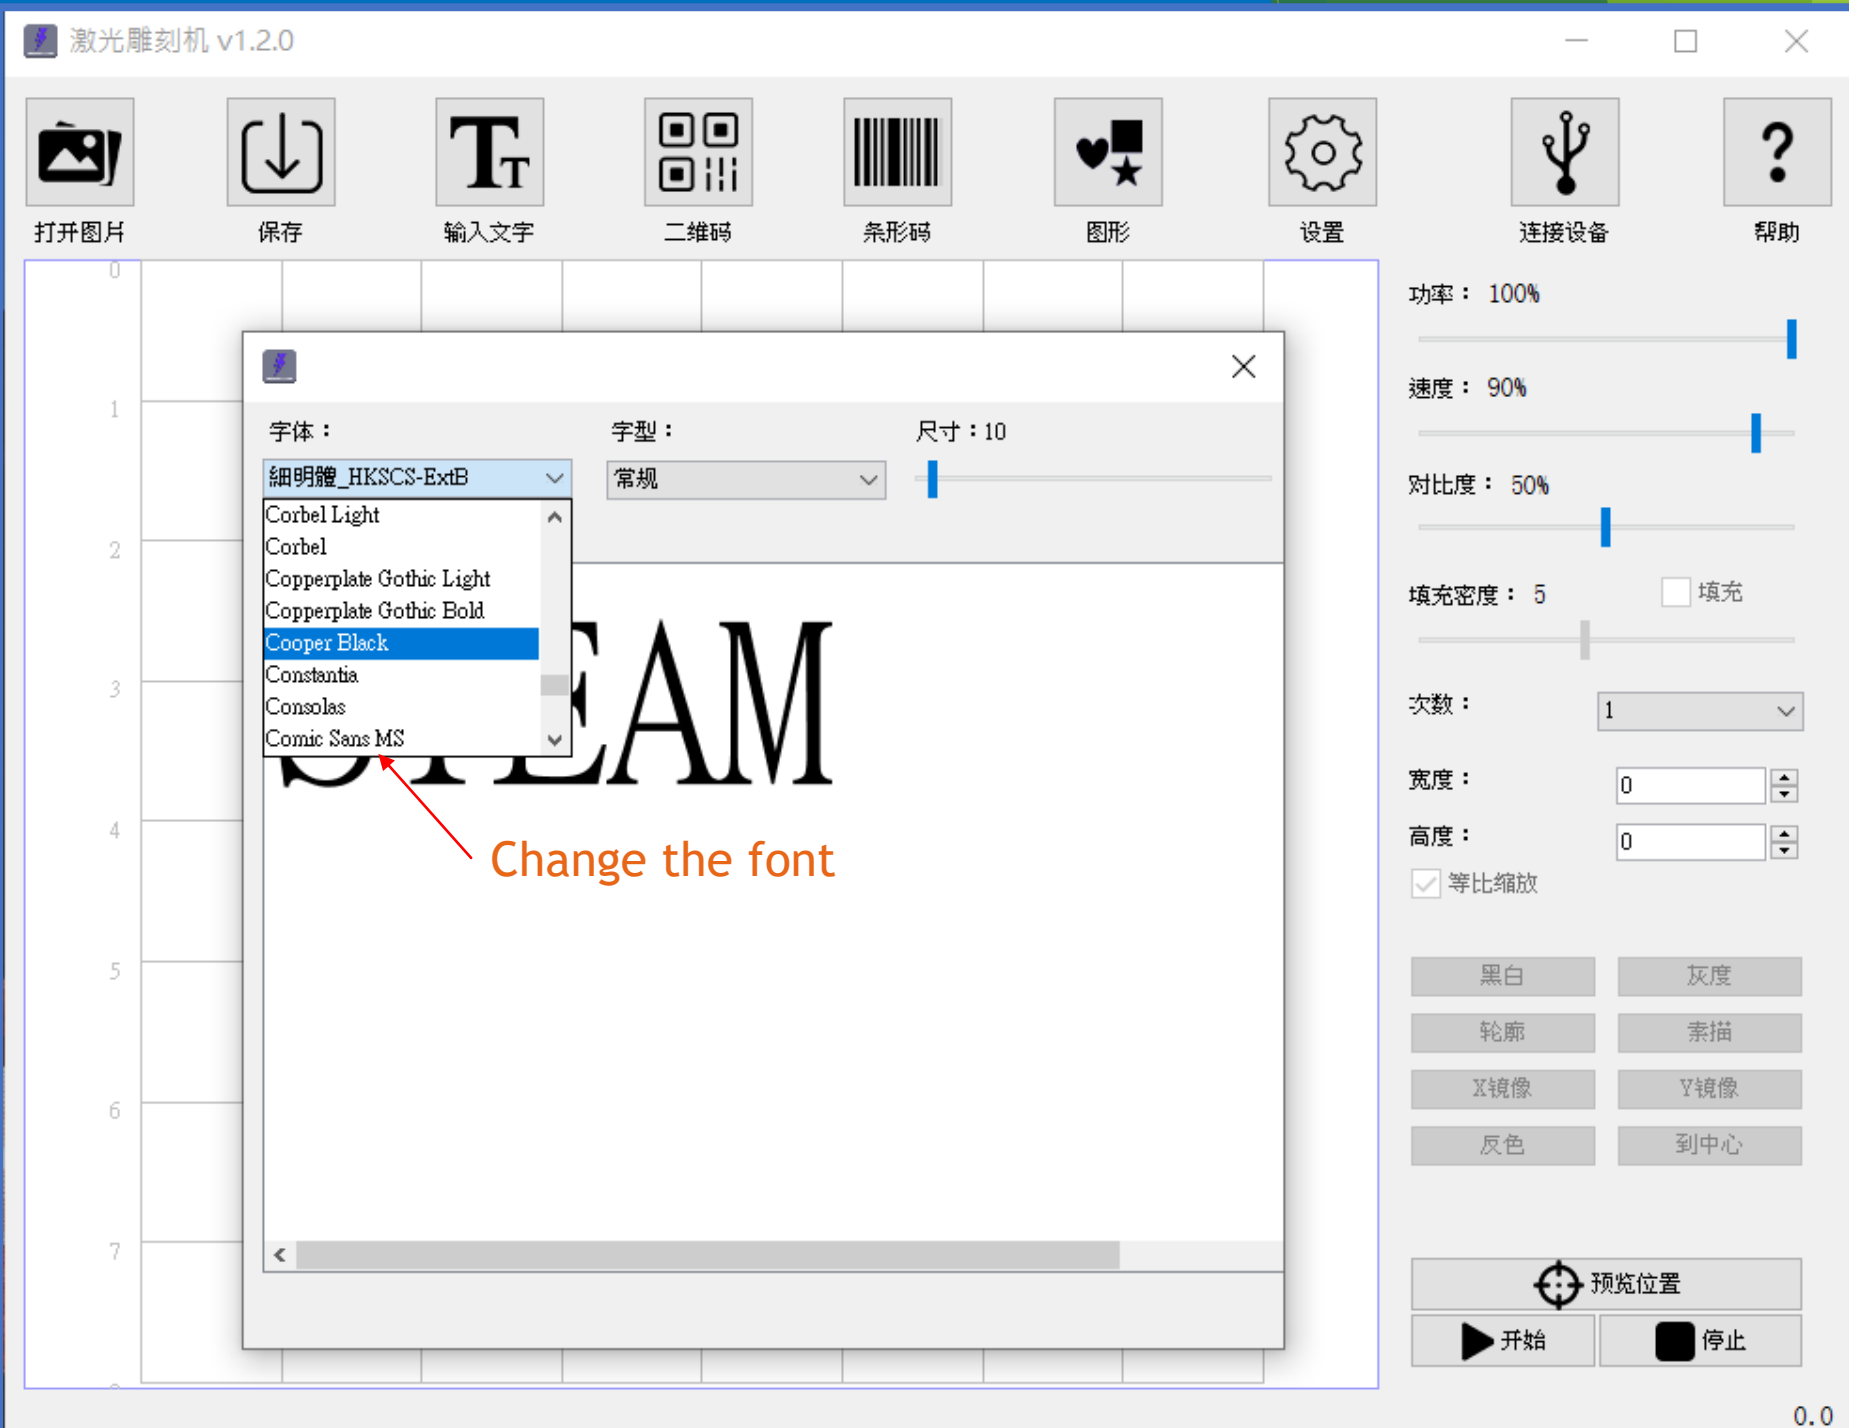 激光雕刻机 v1.2.0
打开图片
保存
输入文字
二维码
条形码
图形
设置
连接设备
帮助
0
1
2
3
4
5
6
7
字体：
字型：
尺寸：10
細明體_HKSCS-ExtB
常规
Corbel Light
Corbel
Copperplate Gothic Light
Copperplate Gothic Bold
Cooper Black
Constantia
Consolas
Comic Sans MS
STEAM
Change the font
功率： 100%
速度： 90%
对比度： 50%
填充密度： 5
填充
次数：
1
宽度：
0
高度：
0
等比缩放
黑白
灰度
轮廓
素描
X镜像
Y镜像
反色
到中心
预览位置
开始
停止
0.0